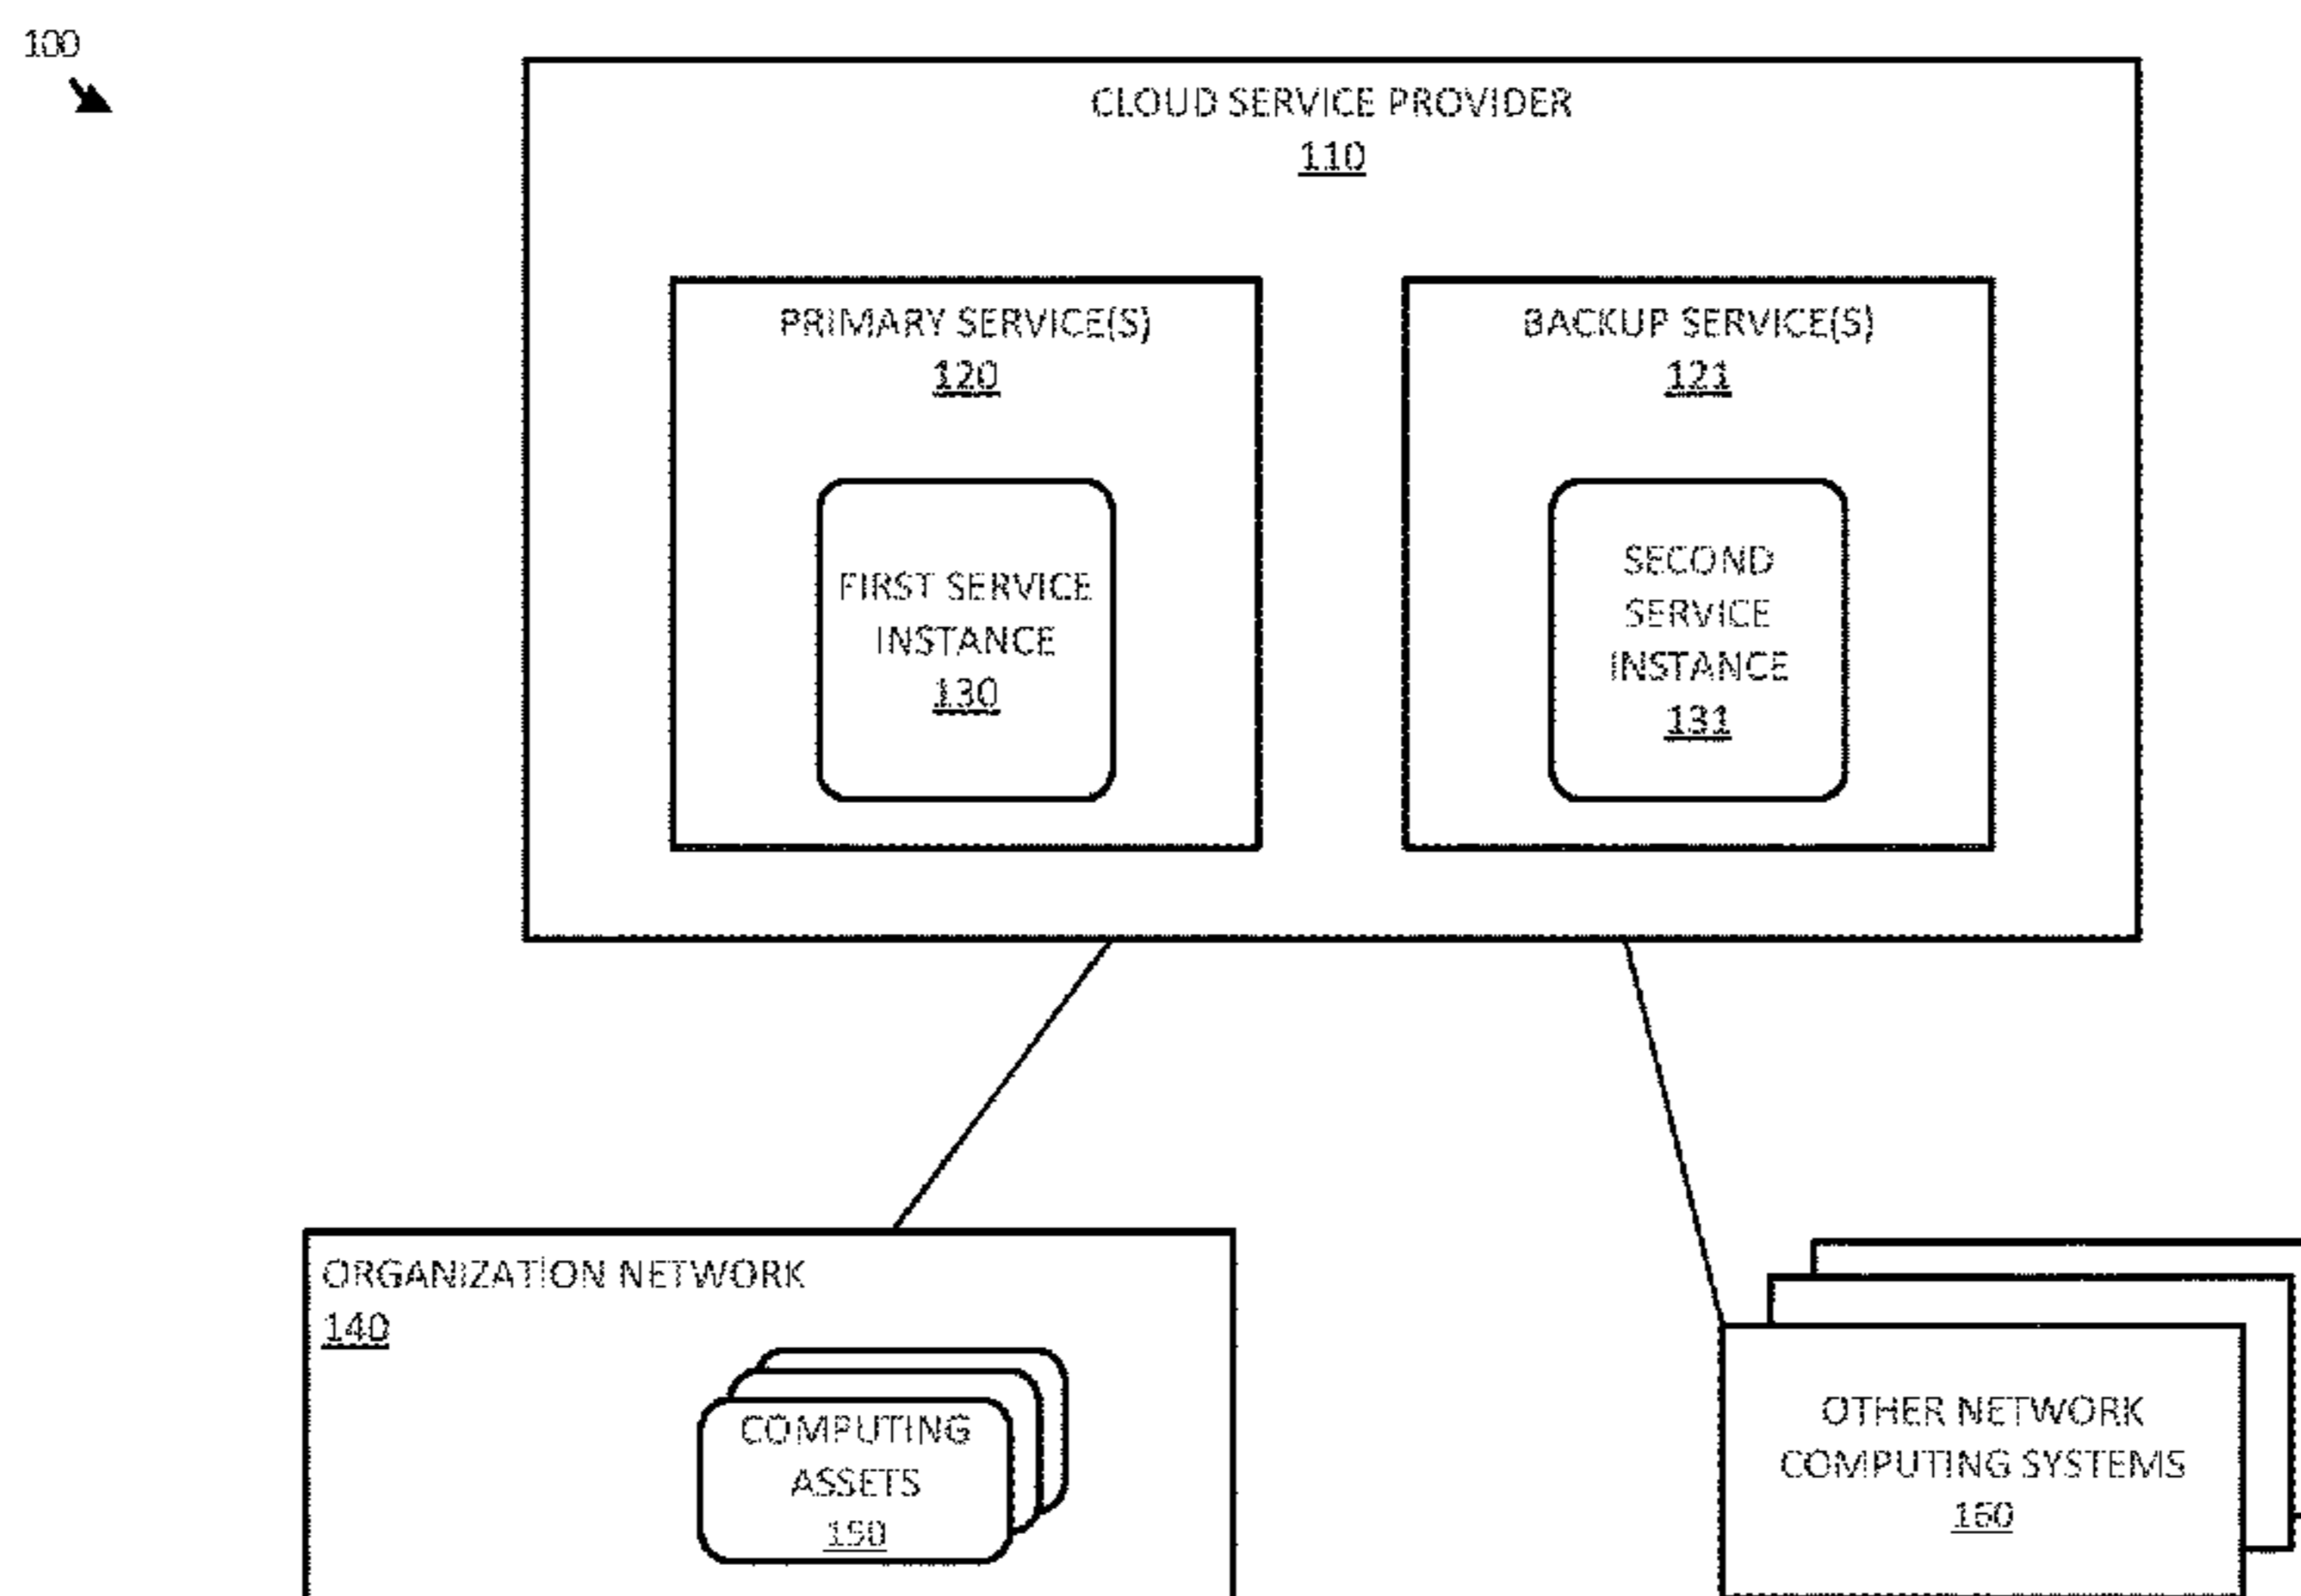 100
CLOUD SERVICE PROVIDER
110
PRIMARY SERVICE(S)
120
BACKUP SERVICE(S)
121
FIRST SERVICE
INSTANCE
130
SECOND
SERVICE
INSTANCE
131
ORGANIZATION NETWORK
140
COMPUTING
ASSETS
150
OTHER NETWORK
COMPUTING SYSTEMS
160